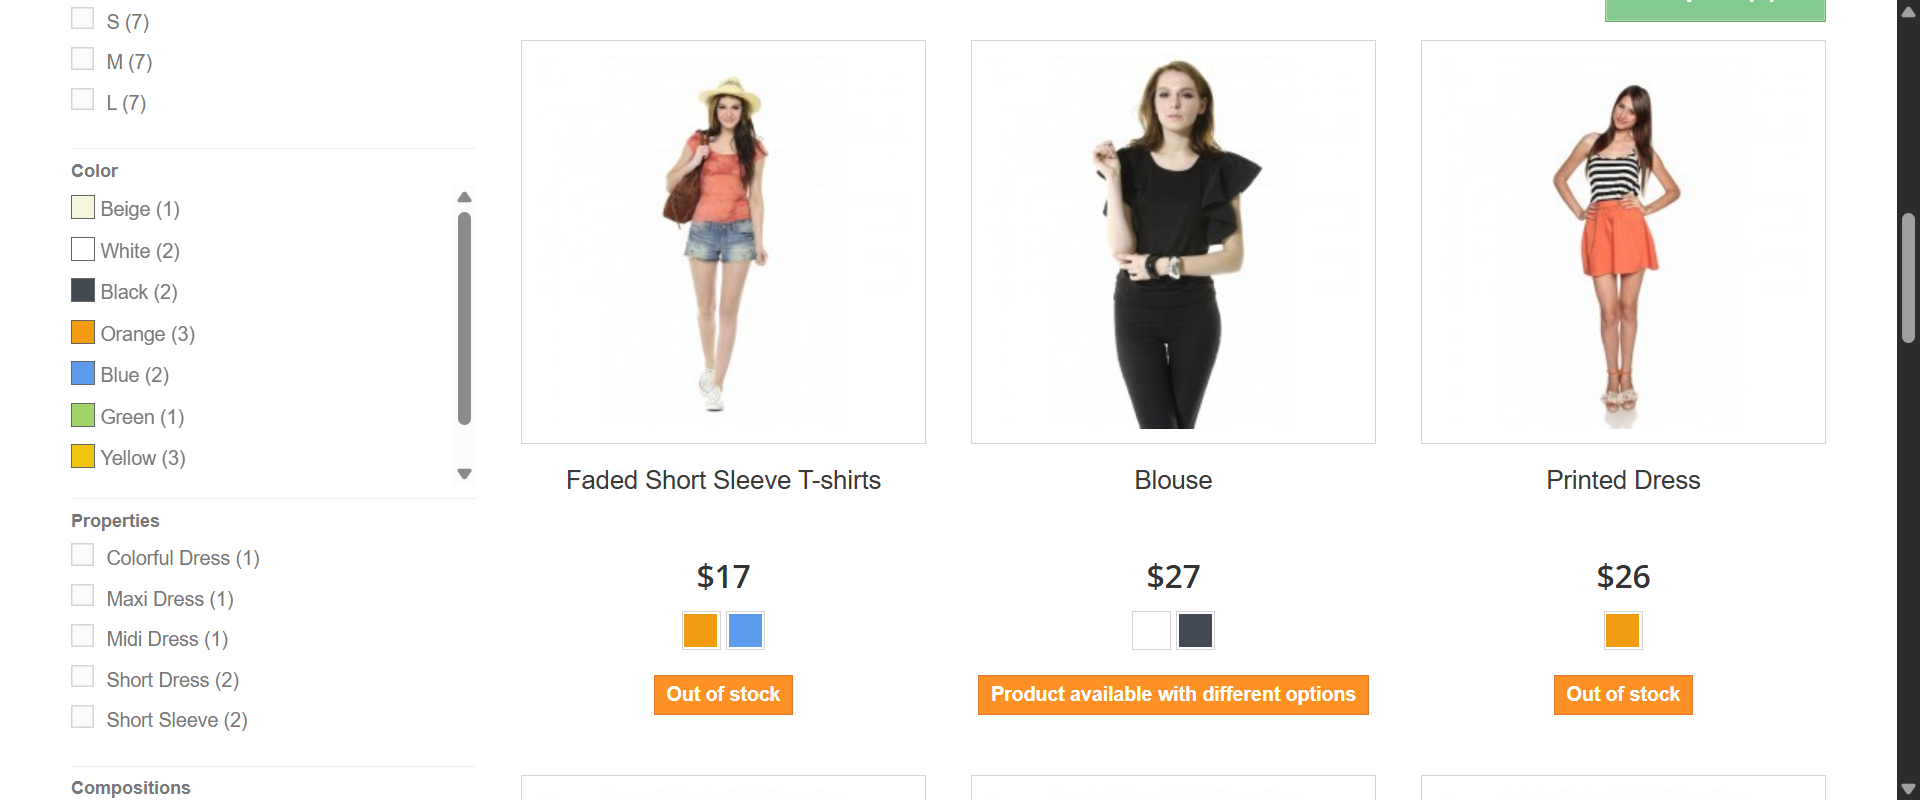 S (7)
M (7)
L (7)
Color
Beige (1)
White (2)
Black (2)
Orange (3)
Blue (2)
Green (1)
Yellow (3)
Properties
Colorful Dress (1)
Maxi Dress (1)
Midi Dress (1)
Short Dress (2)
Short Sleeve (2)
Compositions
Faded Short Sleeve T-shirts
$17
Out of stock
Blouse
$27
Product available with different options
Printed Dress
$26
Out of stock